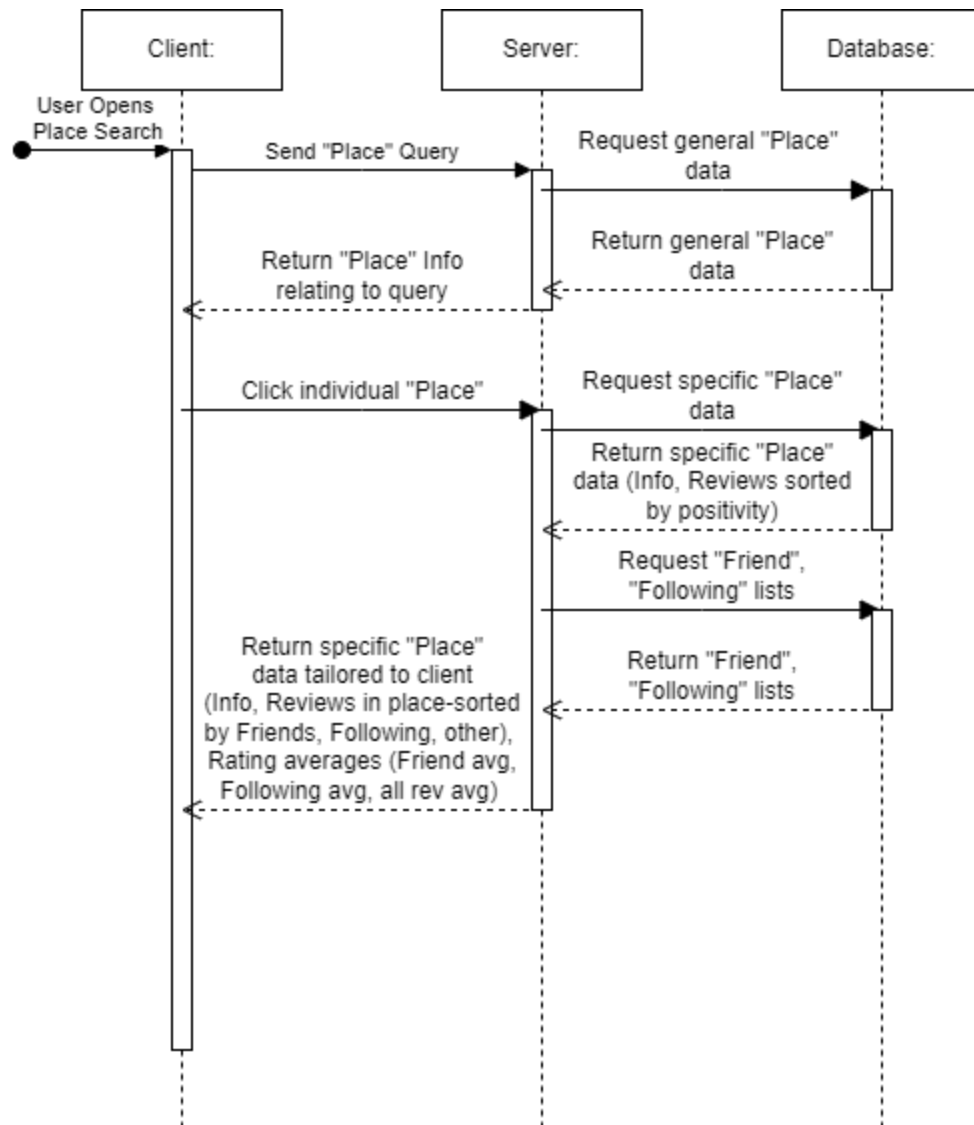 Client:
Server:
Database:
User Opens
Place Search
Send "Place" Query
Request general "Place"
data
Return general "Place"
data
Return "Place" Info
relating to query
Click individual "Place"
Request specific "Place"
data
Return specific "Place"
data (Info, Reviews sorted
by positivity)
Request "Friend",
"Following" lists
Return "Friend",
"Following" lists
Return specific "Place"
data tailored to client
(Info, Reviews in place-sorted
by Friends, Following, other),
Rating averages (Friend avg,
Following avg, all rev avg)